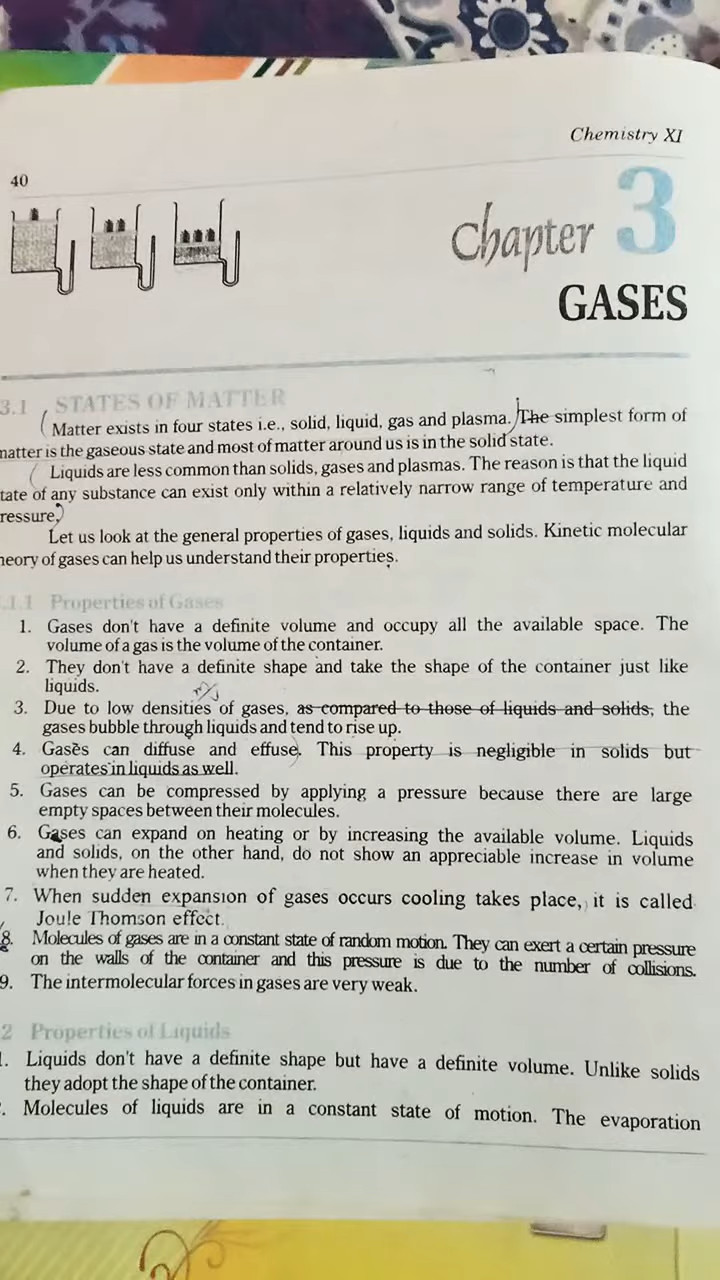 Chemistry XI
40
Chapter 3
GASES
3.1 STATES OF MATTER
Matter exists in four states i.e., solid, liquid, gas and plasma. The simplest form of
natter is the gaseous state and most of matter around us is in the solid state.
Liquids are less common than solids, gases and plasmas. The reason is that the liquid
tate of any substance can exist only within a relatively narrow range of temperature and
ressure.
Let us look at the general properties of gases, liquids and solids. Kinetic molecular
heory of gases can help us understand their properties.
.1.1 Properties of Gases
1. Gases don't have a definite volume and occupy all the available space. The
volume of a gas is the volume of the container.
2. They don't have a definite shape and take the shape of the container just like
liquids.
3. Due to low densities of gases, as compared to those of liquids and solids, the
gases bubble through liquids and tend to rise up.
4. Gases can diffuse and effuse. This property is negligible in solids but
operates in liquids as well.
5. Gases can be compressed by applying a pressure because there are large
empty spaces between their molecules.
6. Gases can expand on heating or by increasing the available volume. Liquids
and solids, on the other hand, do not show an appreciable increase in volume
when they are heated.
7. When sudden expansion of gases occurs cooling takes place, it is called
Joule Thomson effect.
8. Molecules of gases are in a constant state of random motion. They can exert a certain pressure
on the walls of the container and this pressure is due to the number of collisions.
9. The intermolecular forces in gases are very weak.
2 Properties of Liquids
1. Liquids don't have a definite shape but have a definite volume. Unlike solids
they adopt the shape of the container.
. Molecules of liquids are in a constant state of motion. The evaporation